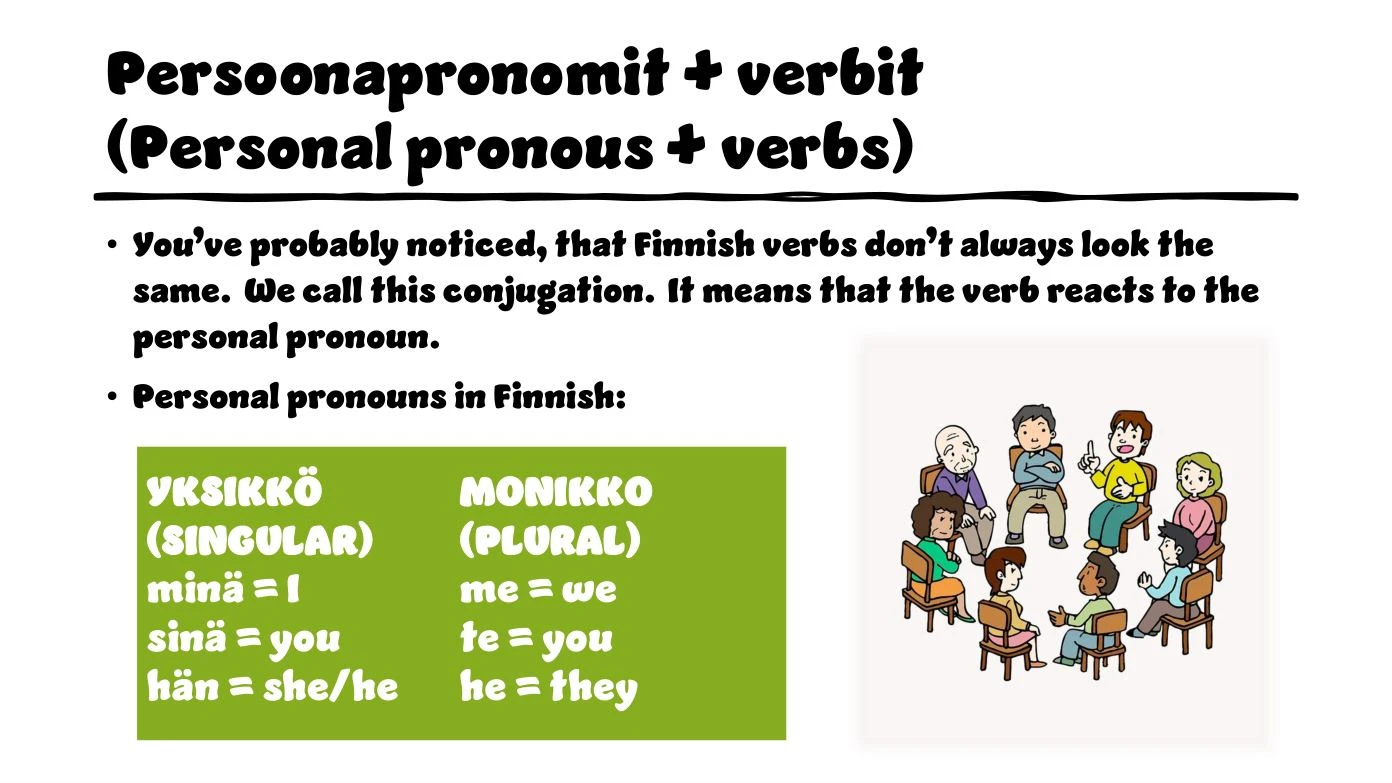 Persoonapronomit + verbit
(Personal pronous + verbs)
• You've probably noticed, that Finnish verbs don't always look the
same. We call this conjugation. It means that the verb reacts to the
personal pronoun.
• Personal pronouns in Finnish:
YKSIKKÖ
(SINGULAR)
minä = I
sinä = you
hän = she/he
MONIKKO
(PLURAL)
me = we
te = you
he = they